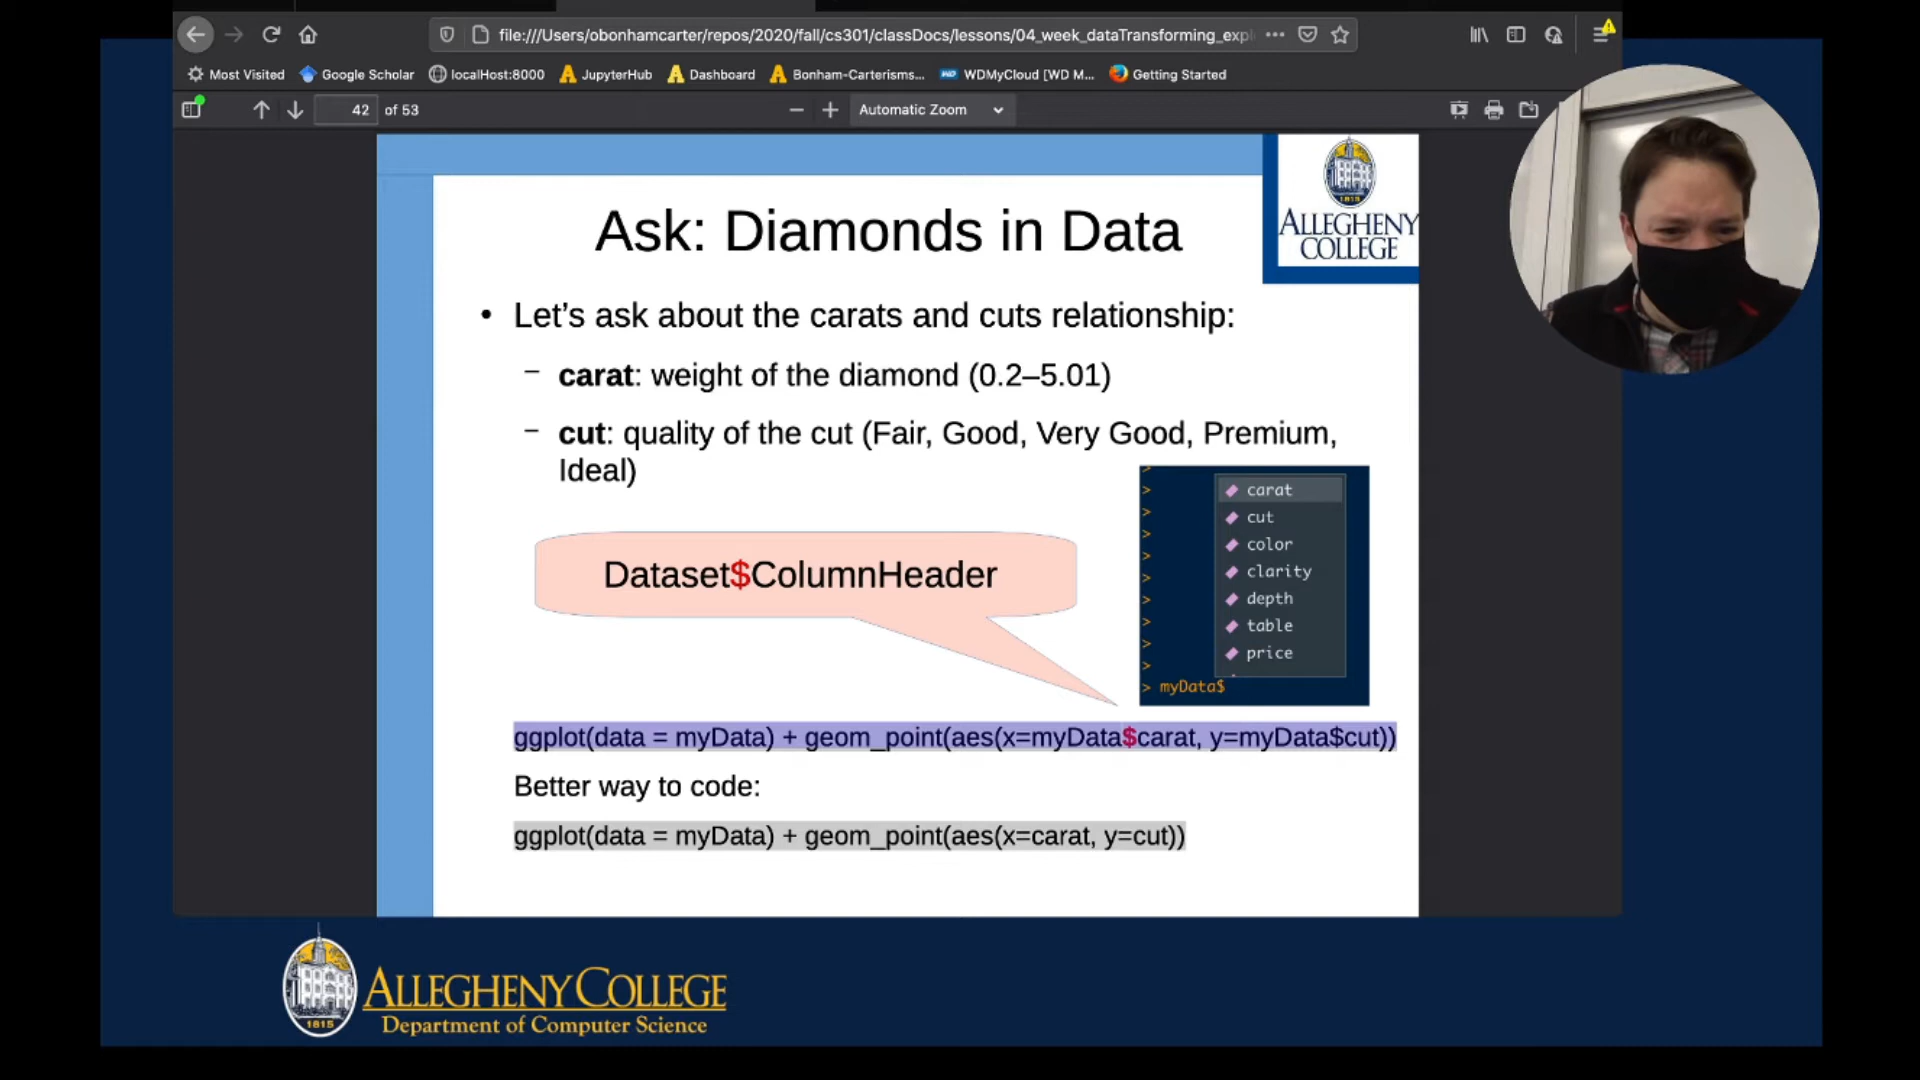 file:///Users/obonhamcarter/repos/2020/fall/cs301/classDocs/lessons/04_week_dataTransforming_expl
Most Visited Google Scholar localHost:8000 JupyterHub Dashboard Bonham-Carterisms... WDMyCloud [WD M... Getting Started
42 of 53 Automatic Zoom
1815
ALLEGHENY
COLLEGE
Ask: Diamonds in Data
• Let’s ask about the carats and cuts relationship:
– carat: weight of the diamond (0.2–5.01)
– cut: quality of the cut (Fair, Good, Very Good, Premium,
Ideal)
carat
cut
color
clarity
depth
table
price
> myData$
Dataset$ColumnHeader
ggplot(data = myData) + geom_point(aes(x=myData$carat, y=myData$cut))
Better way to code:
ggplot(data = myData) + geom_point(aes(x=carat, y=cut))
1815
ALLEGHENY COLLEGE
Department of Computer Science